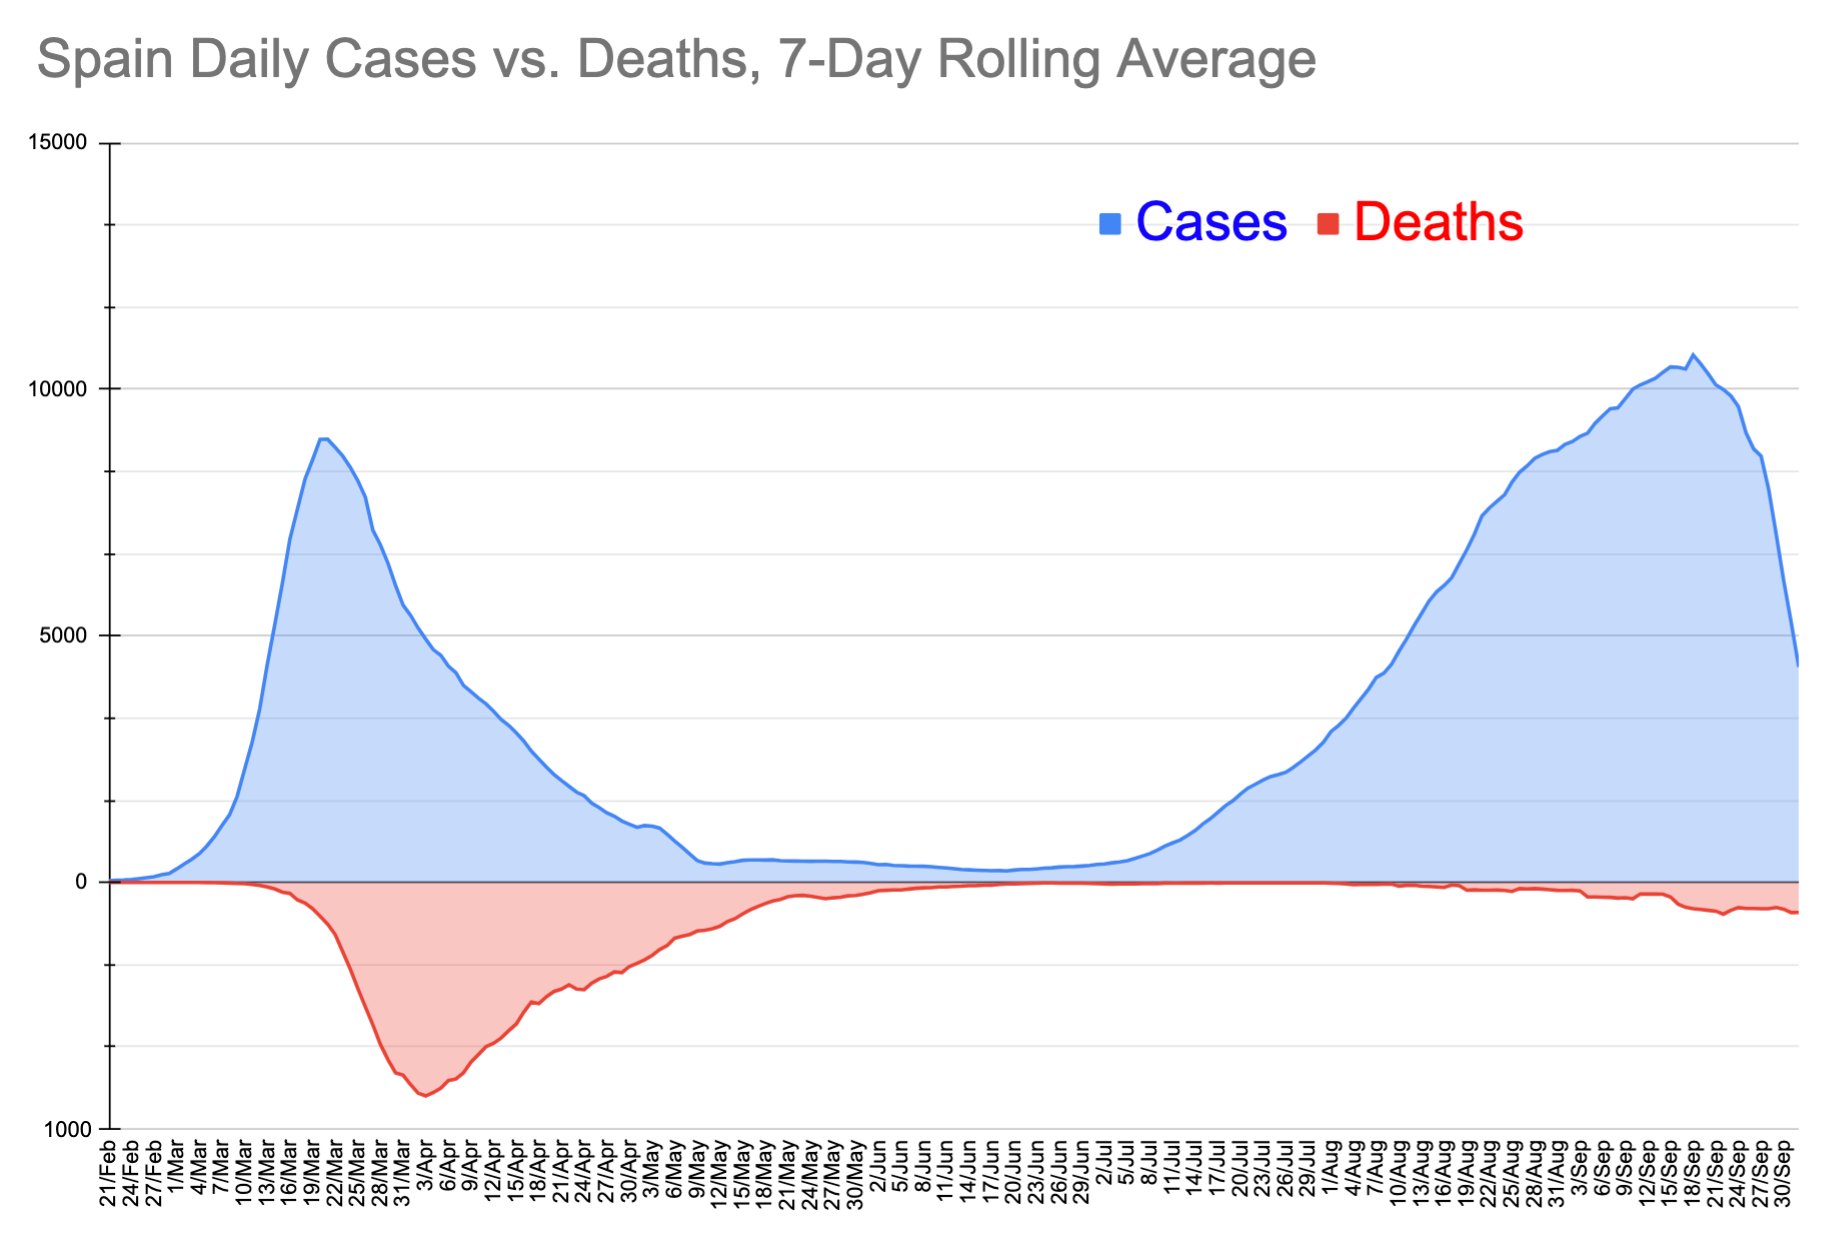 Spain Daily Cases vs. Deaths, 7-Day Rolling Average
15000
Cases Deaths
10000
5000
0
1000
21/Feb 24/Feb 27/Feb 1/Mar 4/Mar 7/Mar 10/Mar 13/Mar 16/Mar 19/Mar 22/Mar 25/Mar 28/Mar 31/Mar 3/Apr 6/Apr 9/Apr 12/Apr 15/Apr 18/Apr 21/Apr 24/Apr 27/Apr 30/Apr 3/May 6/May 9/May 12/May 15/May 18/May 21/May 24/May 27/May 30/May 2/Jun 5/Jun 8/Jun 11/Jun 14/Jun 17/Jun 20/Jun 23/Jun 26/Jun 29/Jun 2/Jul 5/Jul 8/Jul 11/Jul 14/Jul 17/Jul 20/Jul 23/Jul 26/Jul 29/Jul 1/Aug 4/Aug 7/Aug 10/Aug 13/Aug 16/Aug 19/Aug 22/Aug 25/Aug 28/Aug 31/Aug 3/Sep 6/Sep 9/Sep 12/Sep 15/Sep 18/Sep 21/Sep 24/Sep 27/Sep 30/Sep